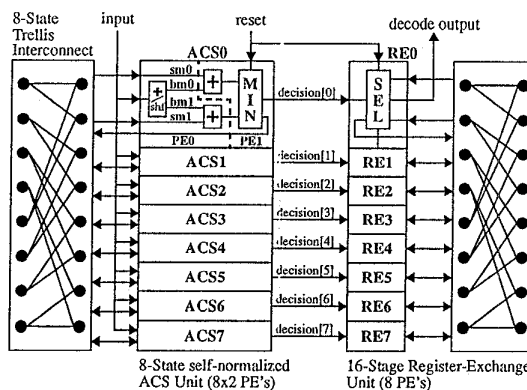 8-State
Trellis
Interconnect
input
reset
decode output
ACS0
RE0
sm0
bm0
bm1
sm1
+
shf
+
+
M
I
N
PE0
PE1
decision[0]
S
E
L
ACS1
decision[1]
RE1
ACS2
decision[2]
RE2
ACS3
decision[3]
RE3
ACS4
decision[4]
RE4
ACS5
decision[5]
RE5
ACS6
decision[6]
RE6
ACS7
decision[7]
RE7
8-State self-normalized
ACS Unit (8x2 PE's)
16-Stage Register-Exchange
Unit (8 PE's)